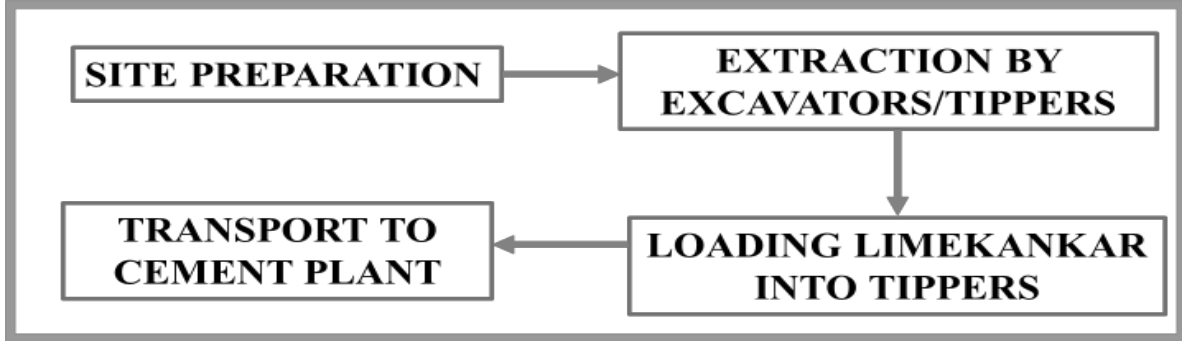 SITE PREPARATION
EXTRACTION BY
EXCAVATORS/TIPPERS
LOADING LIMEKANKAR
INTO TIPPERS
TRANSPORT TO
CEMENT PLANT